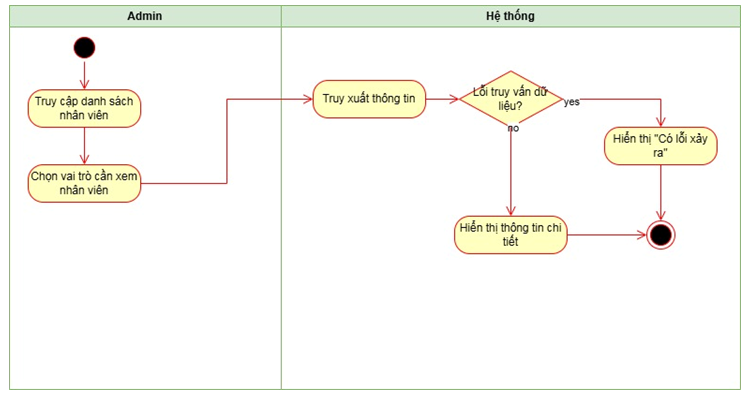 Admin
Hệ thống
Truy cập danh sách
nhân viên
Chọn vai trò cần xem
nhân viên
Truy xuất thông tin
Lỗi truy vấn dữ
liệu?
yes
no
Hiển thị "Có lỗi xảy
ra"
Hiển thị thông tin chi
tiết